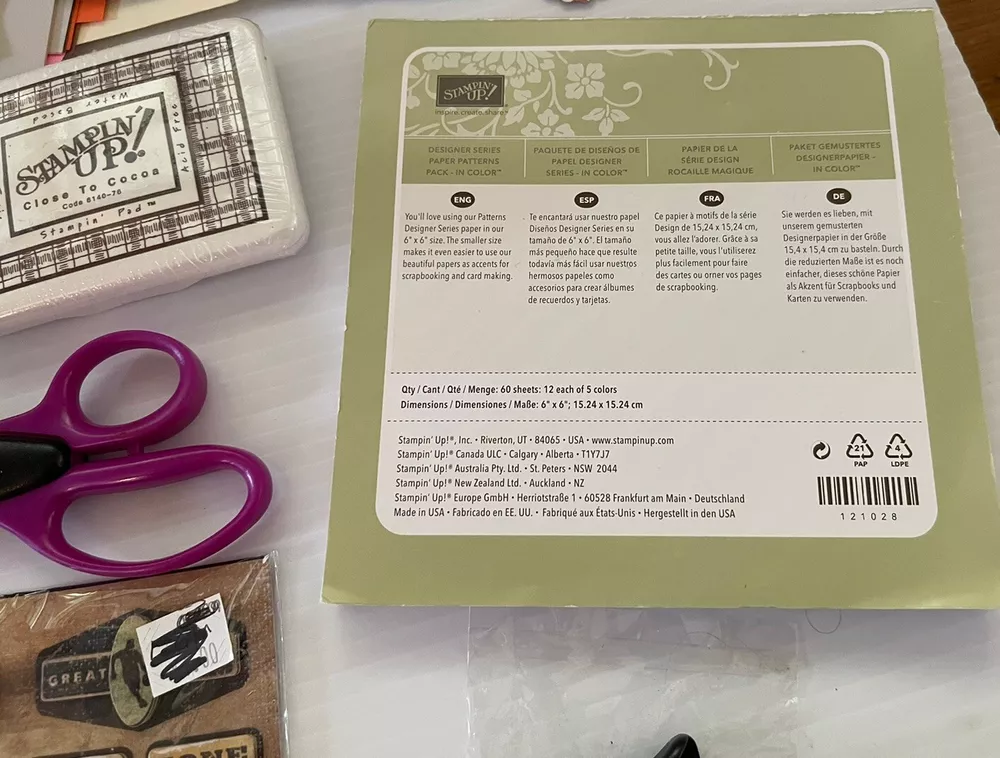 Water Based
Acid Free
STAMPIN'
UP!
Close To Cocoa
Code 6140-76
Stampin' Pad™
STAMPIN'
UP!®
inspire.create.share®
DESIGNER SERIES
PAPER PATTERNS
PACK - IN COLOR™
ENG
You'll love using our Patterns
Designer Series paper in our
6" x 6" size. The smaller size
makes it even easier to use our
beautiful papers as accents for
scrapbooking and card making.
PAQUETE DE DISEÑOS DE
PAPEL DESIGNER
SERIES - IN COLOR™
ESP
Te encantará usar nuestro papel
Diseños Designer Series en su
tamaño de 6" x 6". El tamaño
más pequeño hace que resulte
todavía más fácil usar nuestros
hermosos papeles como
accesorios para crear álbumes
de recuerdos y tarjetas.
PAPIER DE LA
SÉRIE DESIGN
ROCAILLE MAGIQUE
FRA
Ce papier à motifs de la série
Design de 15,24 x 15,24 cm,
vous allez l'adorer. Grâce à sa
petite taille, vous l'utiliserez
plus facilement pour faire
des cartes ou orner vos pages
de scrapbooking.
PAKET GEMUSTERTES
DESIGNERPAPIER -
IN COLOR™
DE
Sie werden es lieben, mit
unserem gemusterten
Designerpapier in der Größe
15,4 x 15,4 cm zu basteln. Durch
die reduzierten Maße ist es noch
einfacher, dieses schöne Papier
als Akzent für Scrapbooks und
Karten zu verwenden.
Qty / Cant / Qté / Menge: 60 sheets: 12 each of 5 colors
Dimensions / Dimensiones / Maße: 6" x 6"; 15.24 x 15.24 cm
Stampin' Up!®, Inc. • Riverton, UT • 84065 • USA • www.stampinup.com
Stampin' Up!® Canada ULC • Calgary • Alberta • T1Y7J7
Stampin' Up!® Australia Pty. Ltd. • St. Peters • NSW 2044
Stampin' Up!® New Zealand Ltd. • Auckland • NZ
Stampin' Up!® Europe GmbH • Herriotstraße 1 • 60528 Frankfurt am Main • Deutschland
Made in USA • Fabricado en EE. UU. • Fabriqué aux États-Unis • Hergestellt in den USA
21
PAP
4
LDPE
121028
GREAT